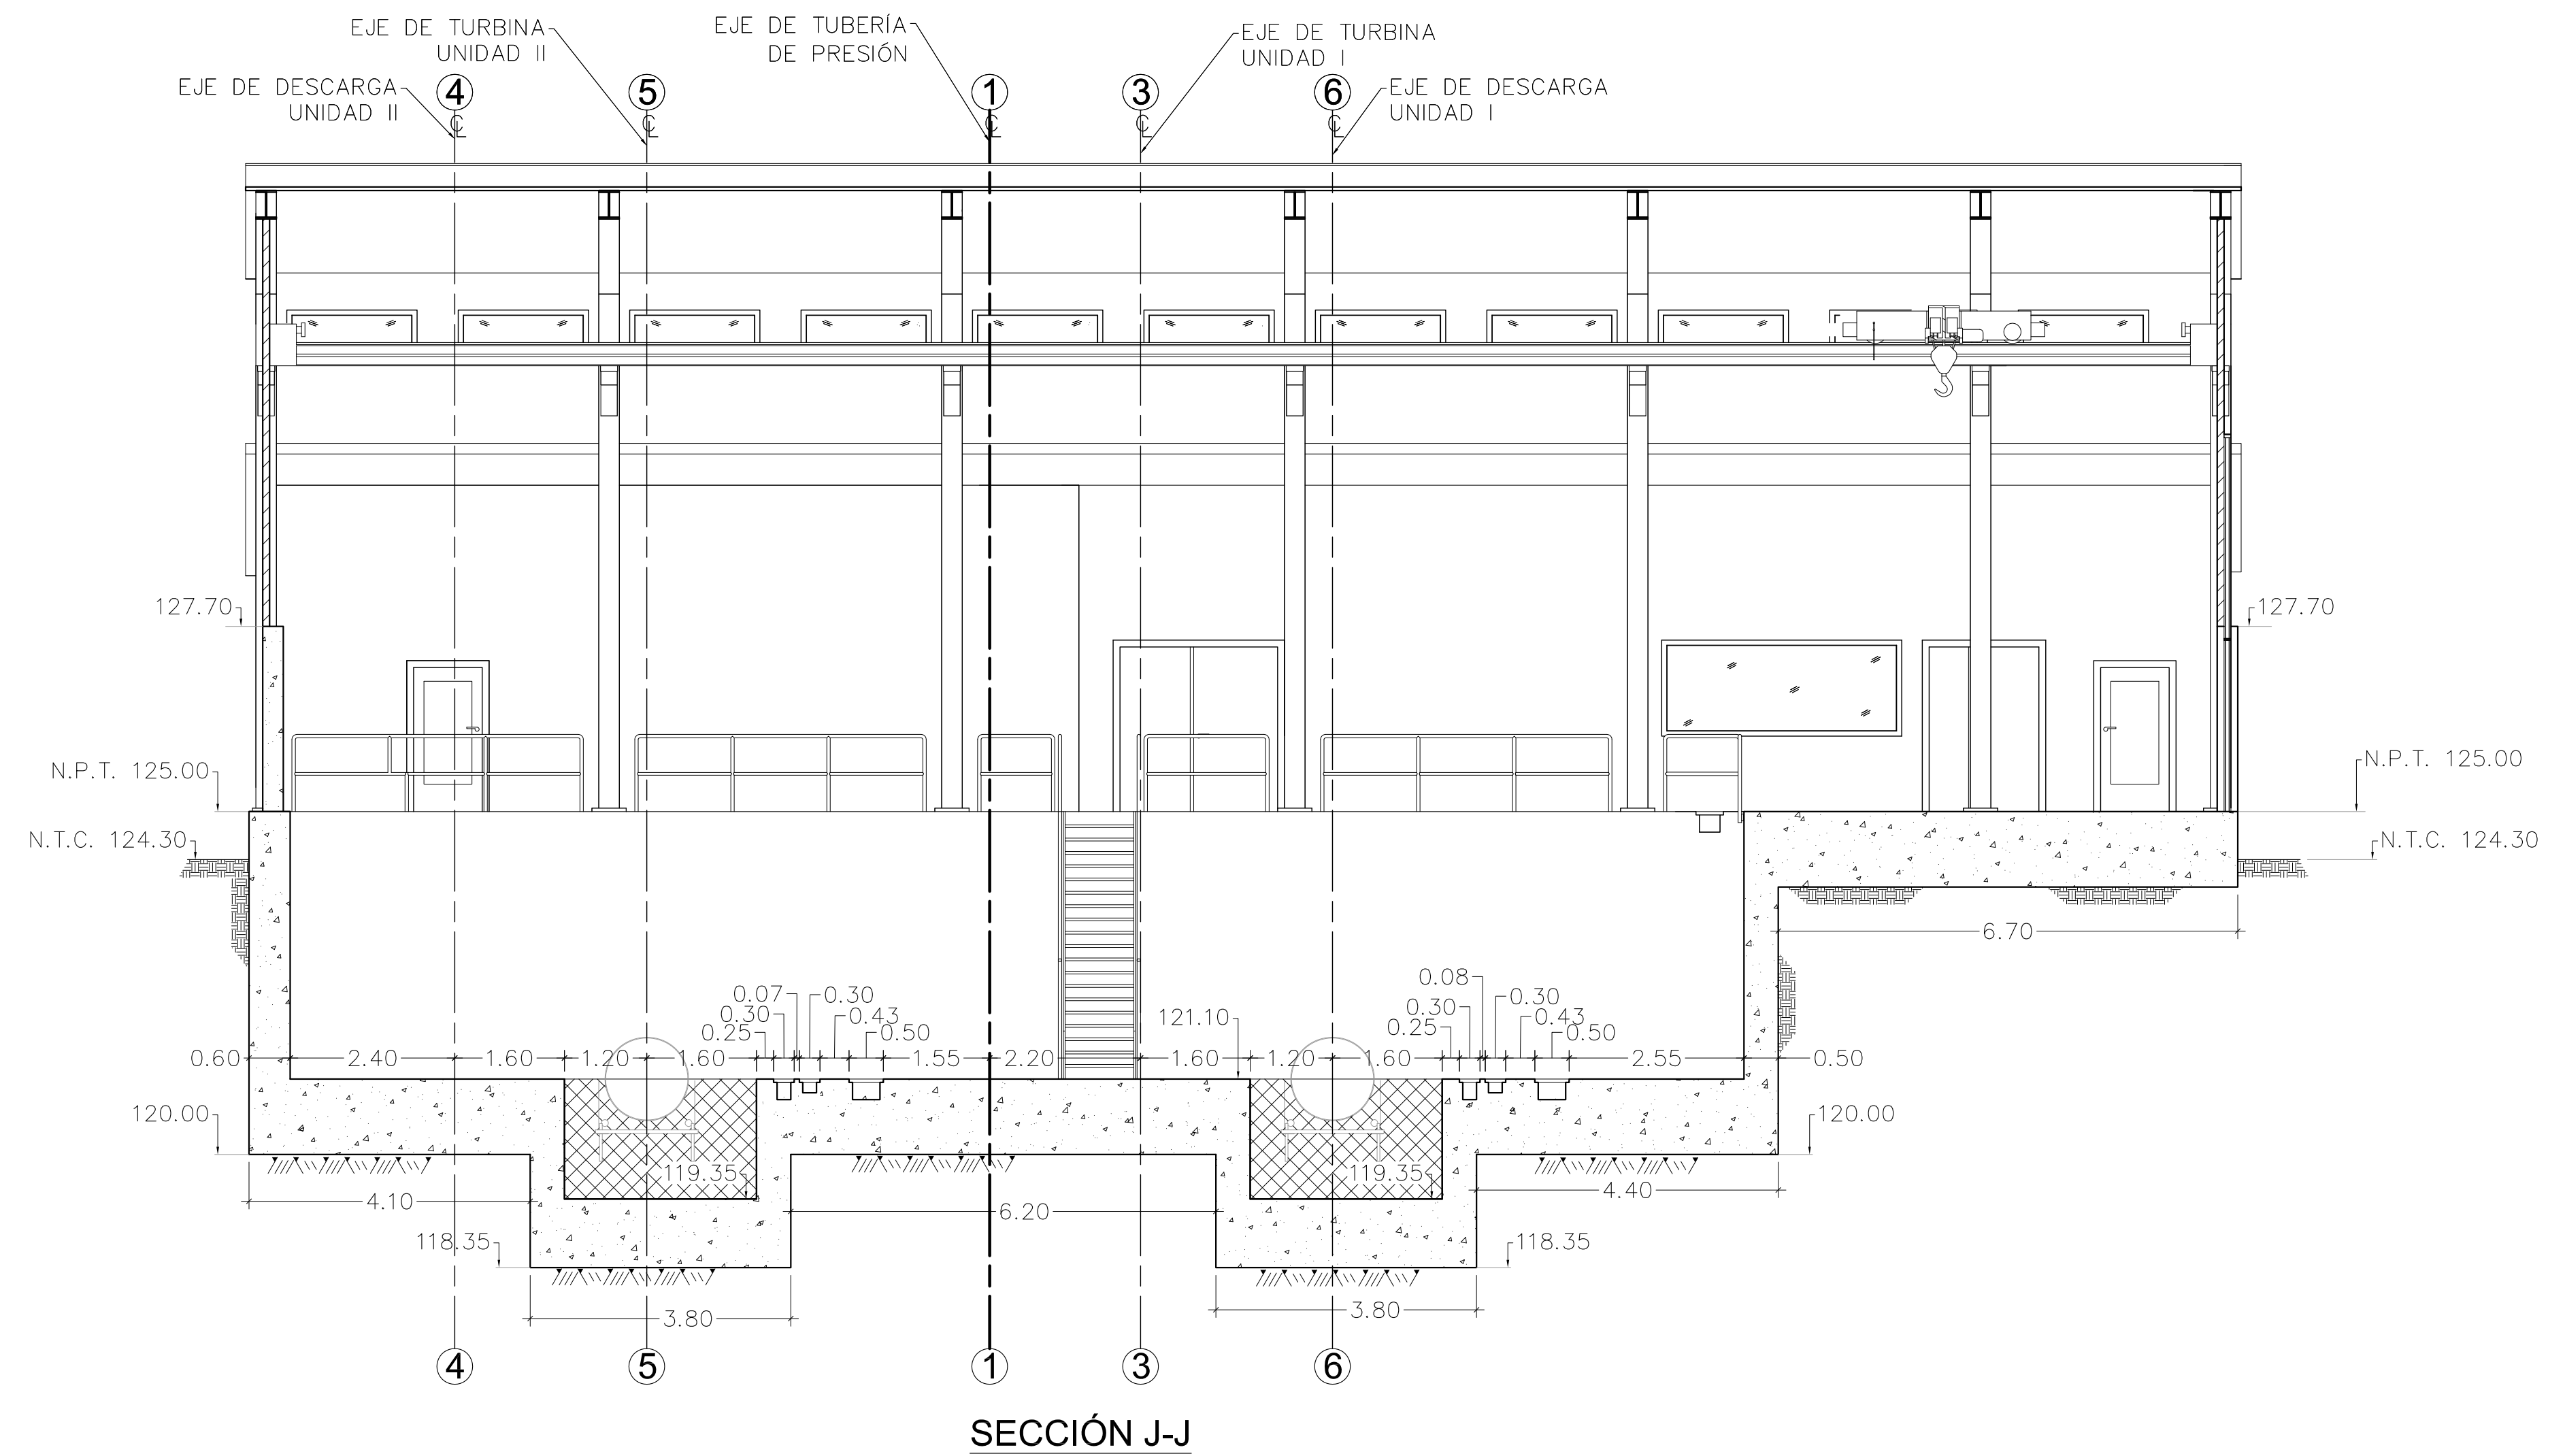 EJE DE TURBINA
UNIDAD II
EJE DE TUBERÍA
DE PRESIÓN
EJE DE TURBINA
UNIDAD I
EJE DE DESCARGA
UNIDAD II
EJE DE DESCARGA
UNIDAD I
4 5 1 3 6
127.70 127.70
N.P.T. 125.00 N.P.T. 125.00
N.T.C. 124.30 N.T.C. 124.30
6.70
0.07 0.30 0.08 0.30
0.30 0.43 0.30 0.43
0.25 0.50 121.10 0.25 0.50
0.60 2.40 1.60 1.20 1.60 1.55 2.20 1.60 1.20 1.60 2.55 0.50
120.00 120.00
119.35 119.35
4.10 6.20 4.40
118.35 118.35
3.80 3.80
4 5 1 3 6
SECCIÓN J-J